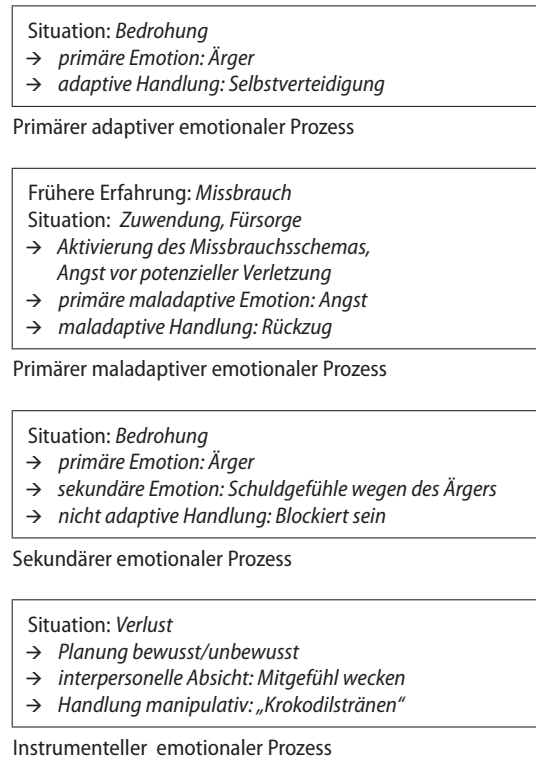 Situation: Bedrohung
→ primäre Emotion: Ärger
→ adaptive Handlung: Selbstverteidigung
Primärer adaptiver emotionaler Prozess
Frühere Erfahrung: Missbrauch
Situation: Zuwendung, Fürsorge
→ Aktivierung des Missbrauchsschemas,
Angst vor potenzieller Verletzung
→ primäre maladaptive Emotion: Angst
→ maladaptive Handlung: Rückzug
Primärer maladaptiver emotionaler Prozess
Situation: Bedrohung
→ primäre Emotion: Ärger
→ sekundäre Emotion: Schuldgefühle wegen des Ärgers
→ nicht adaptive Handlung: Blockiert sein
Sekundärer emotionaler Prozess
Situation: Verlust
→ Planung bewusst/unbewusst
→ interpersonelle Absicht: Mitgefühl wecken
→ Handlung manipulativ: „Krokodilstränen“
Instrumenteller emotionaler Prozess